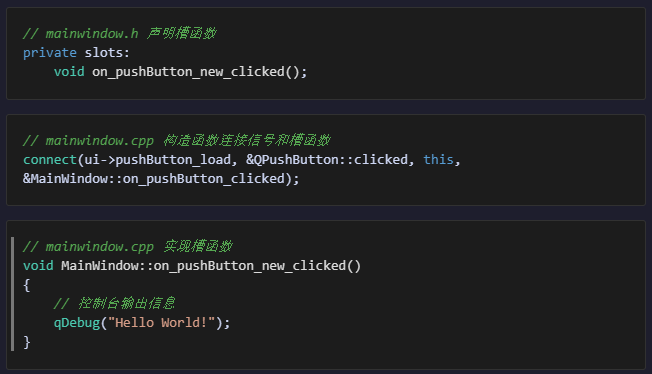 // mainwindow.h 声明槽函数
private slots:
    void on_pushButton_new_clicked();
// mainwindow.cpp 构造函数连接信号和槽函数
connect(ui->pushButton_load, &QPushButton::clicked, this,
&MainWindow::on_pushButton_clicked);
// mainwindow.cpp 实现槽函数
void MainWindow::on_pushButton_new_clicked()
{
    // 控制台输出信息
    qDebug("Hello World!");
}